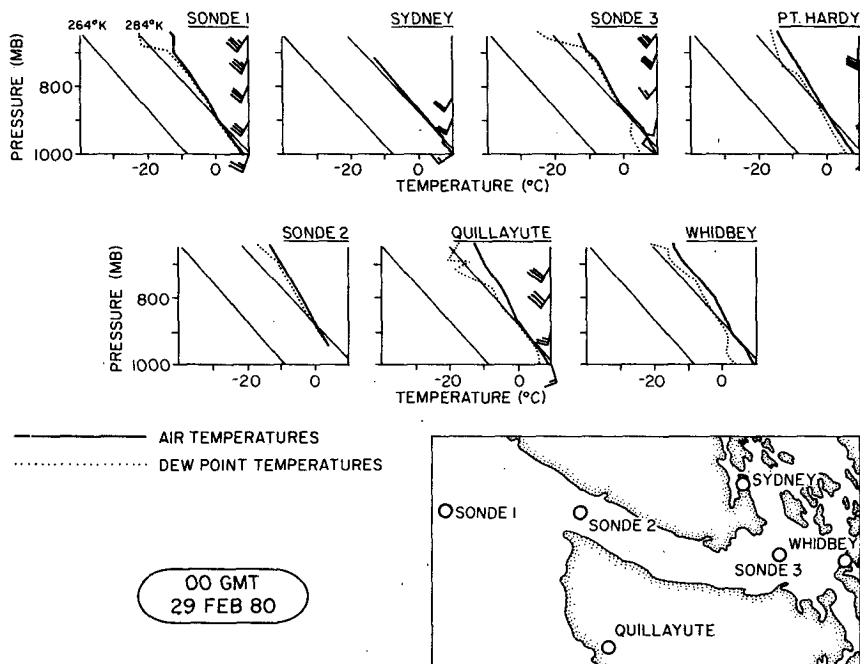 264°K 284°K SONDE 1
SYDNEY
SONDE 3
PT. HARDY
PRESSURE (MB)
800
1000
-20 0
-20 0
-20 0
-20 0
TEMPERATURE (°C)
SONDE 2
QUILLAYUTE
WHIDBEY
PRESSURE (MB)
800
1000
-20 0
-20 0
-20 0
TEMPERATURE (°C)
AIR TEMPERATURES
DEW POINT TEMPERATURES
00 GMT
29 FEB 80
SYDNEY
SONDE 1
SONDE 2
WHIDBEY
SONDE 3
QUILLAYUTE